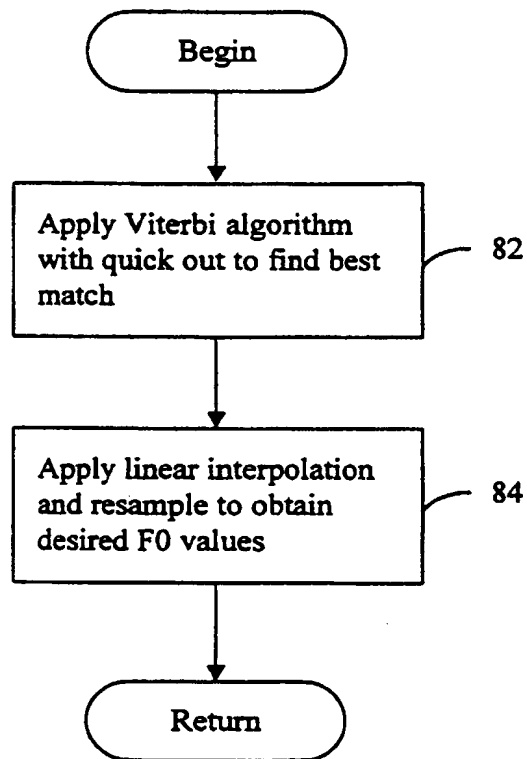 Begin
Apply Viterbi algorithm
with quick out to find best
match
82
Apply linear interpolation
and resample to obtain
desired F0 values
84
Return